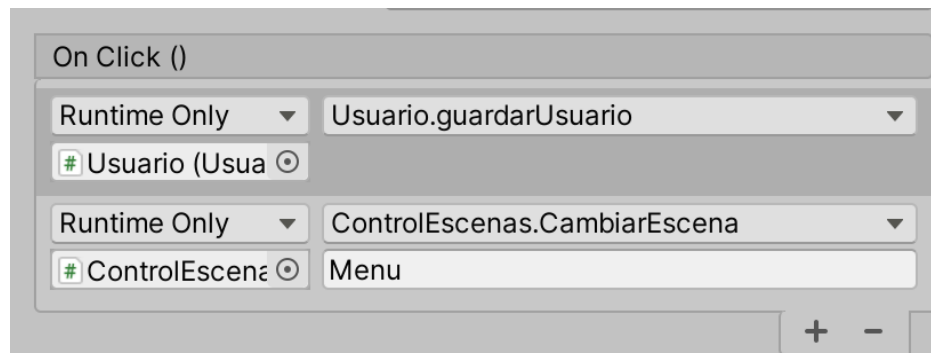 On Click ()
Runtime Only Usuario.guardarUsuario
# Usuario (Usua
Runtime Only ControlEscenas.CambiarEscena
# ControlEscena Menu
+ −